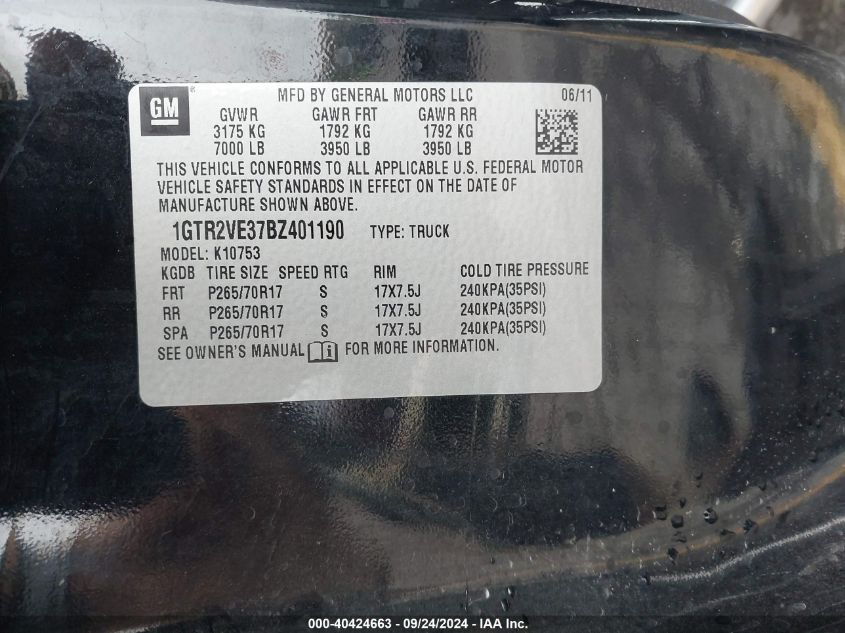 GM ®
MFD BY GENERAL MOTORS LLC 06/11
GVWR GAWR FRT GAWR RR
3175 KG 1792 KG 1792 KG
7000 LB 3950 LB 3950 LB
THIS VEHICLE CONFORMS TO ALL APPLICABLE U.S. FEDERAL MOTOR
VEHICLE SAFETY STANDARDS IN EFFECT ON THE DATE OF
MANUFACTURE SHOWN ABOVE.
1GTR2VE37BZ401190 TYPE: TRUCK
MODEL: K10753
KGDB TIRE SIZE SPEED RTG RIM COLD TIRE PRESSURE
FRT P265/70R17 S 17X7.5J 240KPA(35PSI)
RR P265/70R17 S 17X7.5J 240KPA(35PSI)
SPA P265/70R17 S 17X7.5J 240KPA(35PSI)
SEE OWNER'S MANUAL i FOR MORE INFORMATION.
000-40424663 - 09/24/2024 - IAA Inc.